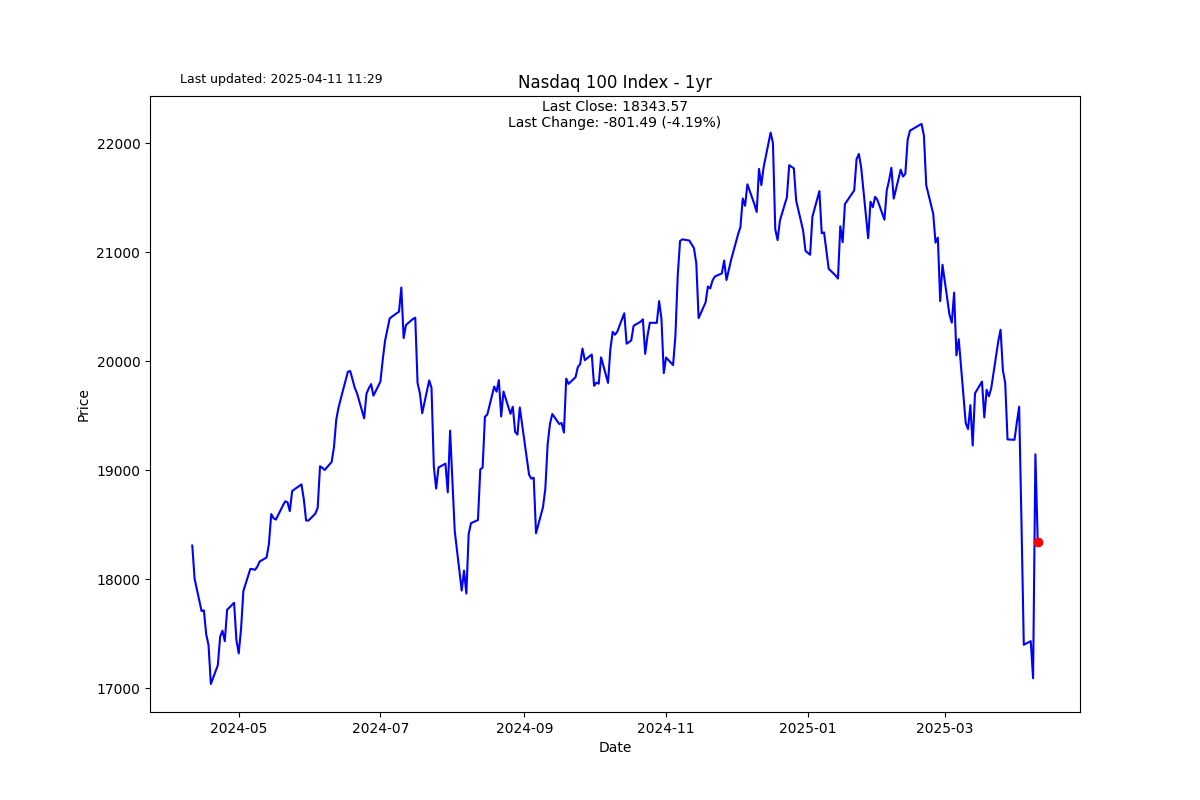 Last updated: 2025-04-11 11:29
Nasdaq 100 Index - 1yr
Last Close: 18343.57
Last Change: -801.49 (-4.19%)
22000
21000
20000
19000
18000
17000
Price
2024-05
2024-07
2024-09
2024-11
2025-01
2025-03
Date